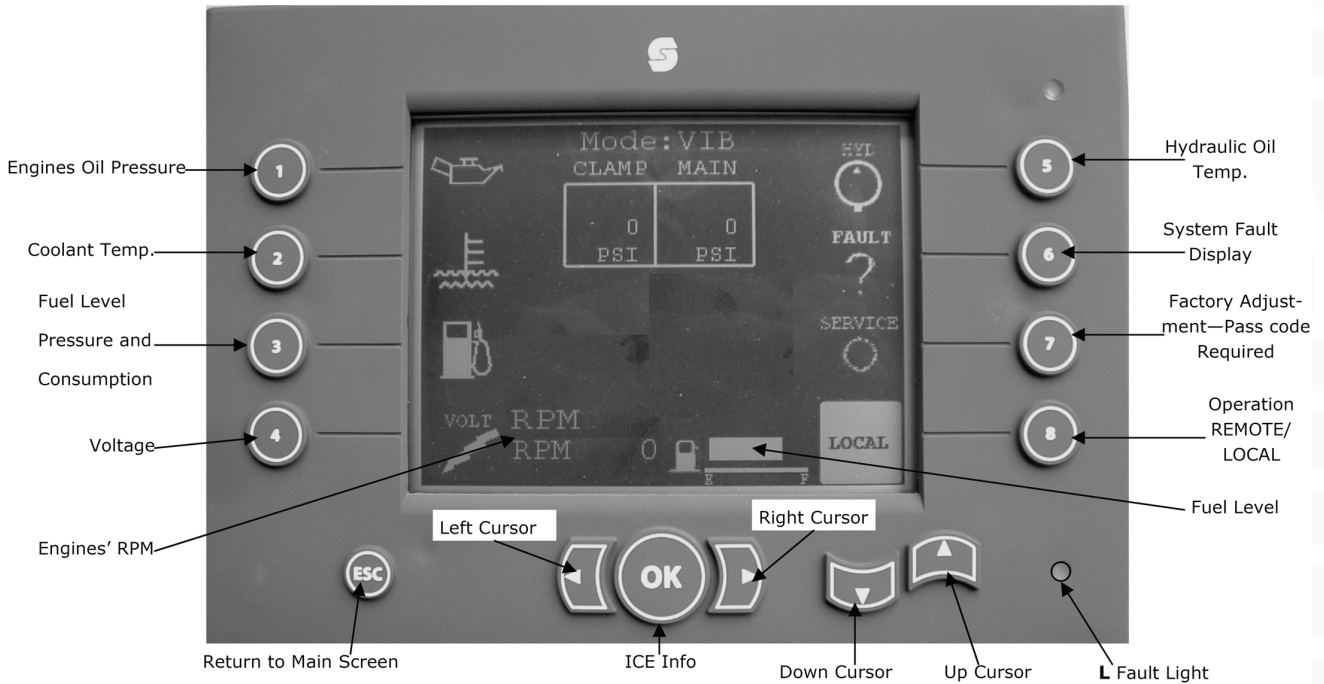 Engines Oil Pressure
Coolant Temp.
Fuel Level
Pressure and
Consumption
Voltage
Engines’ RPM
1
2
3
4
Mode:VIB
CLAMP MAIN
0 0
PSI PSI
VOLT
RPM
RPM 0
E F
HYD
FAULT
?
SERVICE
LOCAL
5
6
7
8
Hydraulic Oil
Temp.
System Fault
Display
Factory Adjust-
ment—Pass code
Required
Operation
REMOTE/
LOCAL
Fuel Level
Left Cursor
Right Cursor
ESC
OK
Return to Main Screen
ICE Info
Down Cursor
Up Cursor
L Fault Light